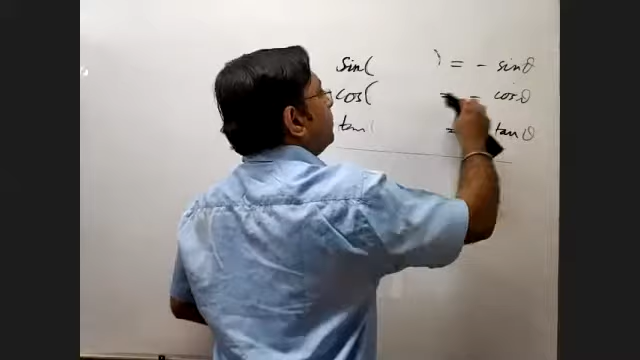 sin( ) = - sinθ
cos( = - cosθ
tan( = tanθ